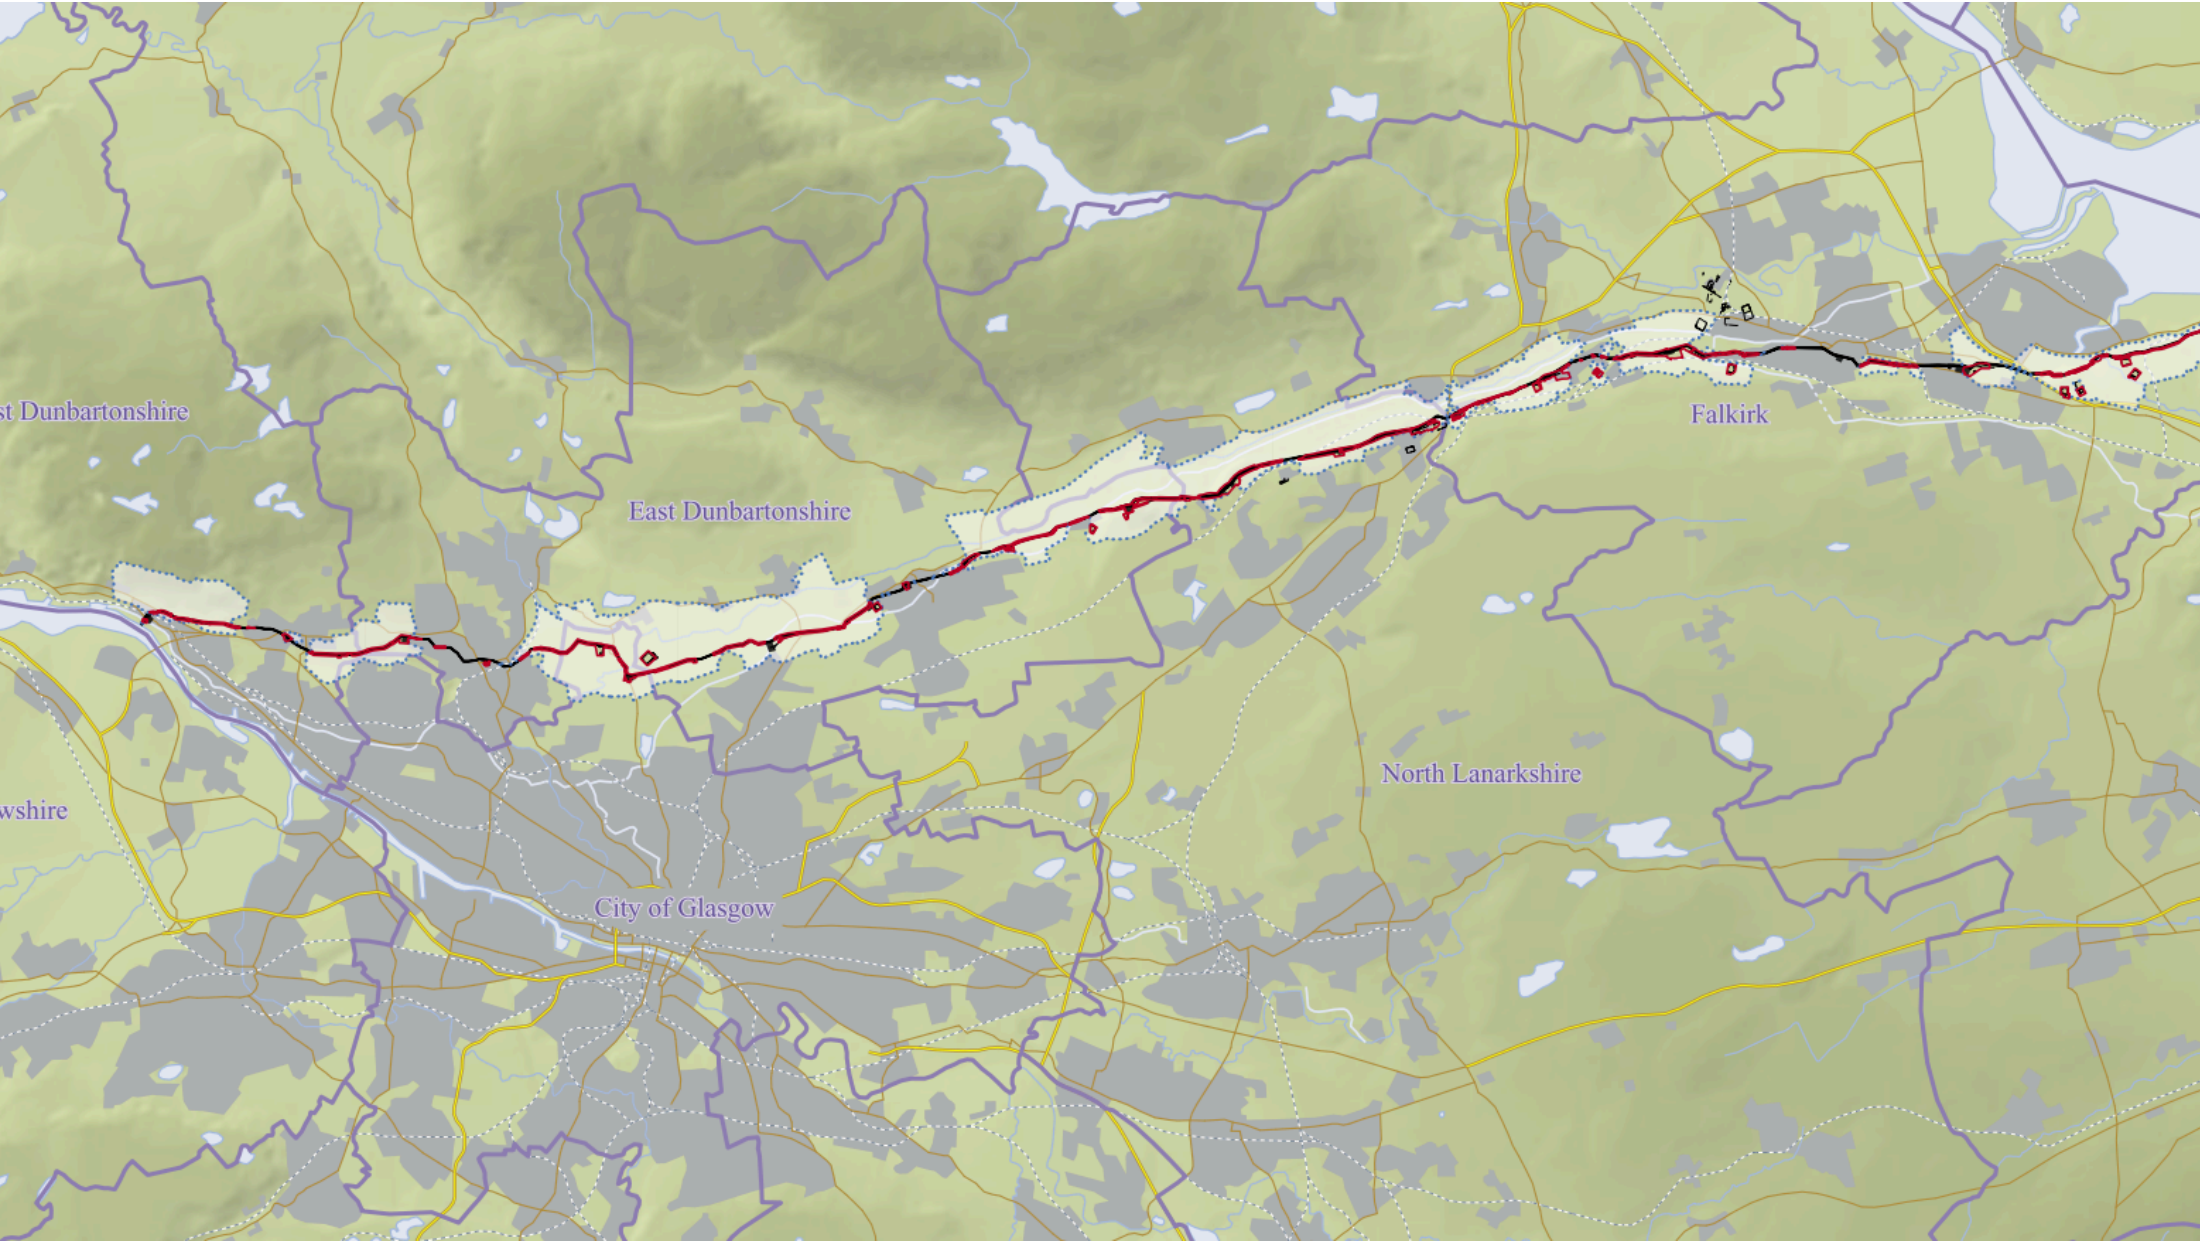 st Dunbartonshire
Falkirk
East Dunbartonshire
North Lanarkshire
wshire
City of Glasgow